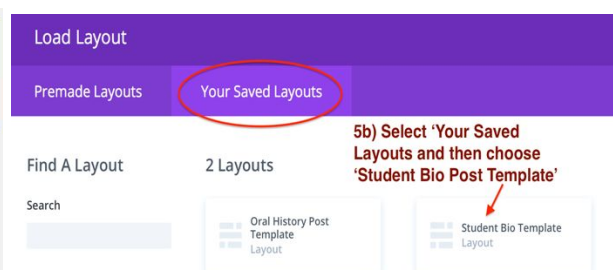 Load Layout
Premade Layouts
Your Saved Layouts
5b) Select ‘Your Saved
Layouts and then choose
‘Student Bio Post Template’
Find A Layout
2 Layouts
Search
Oral History Post
Template
Layout
Student Bio Template
Layout